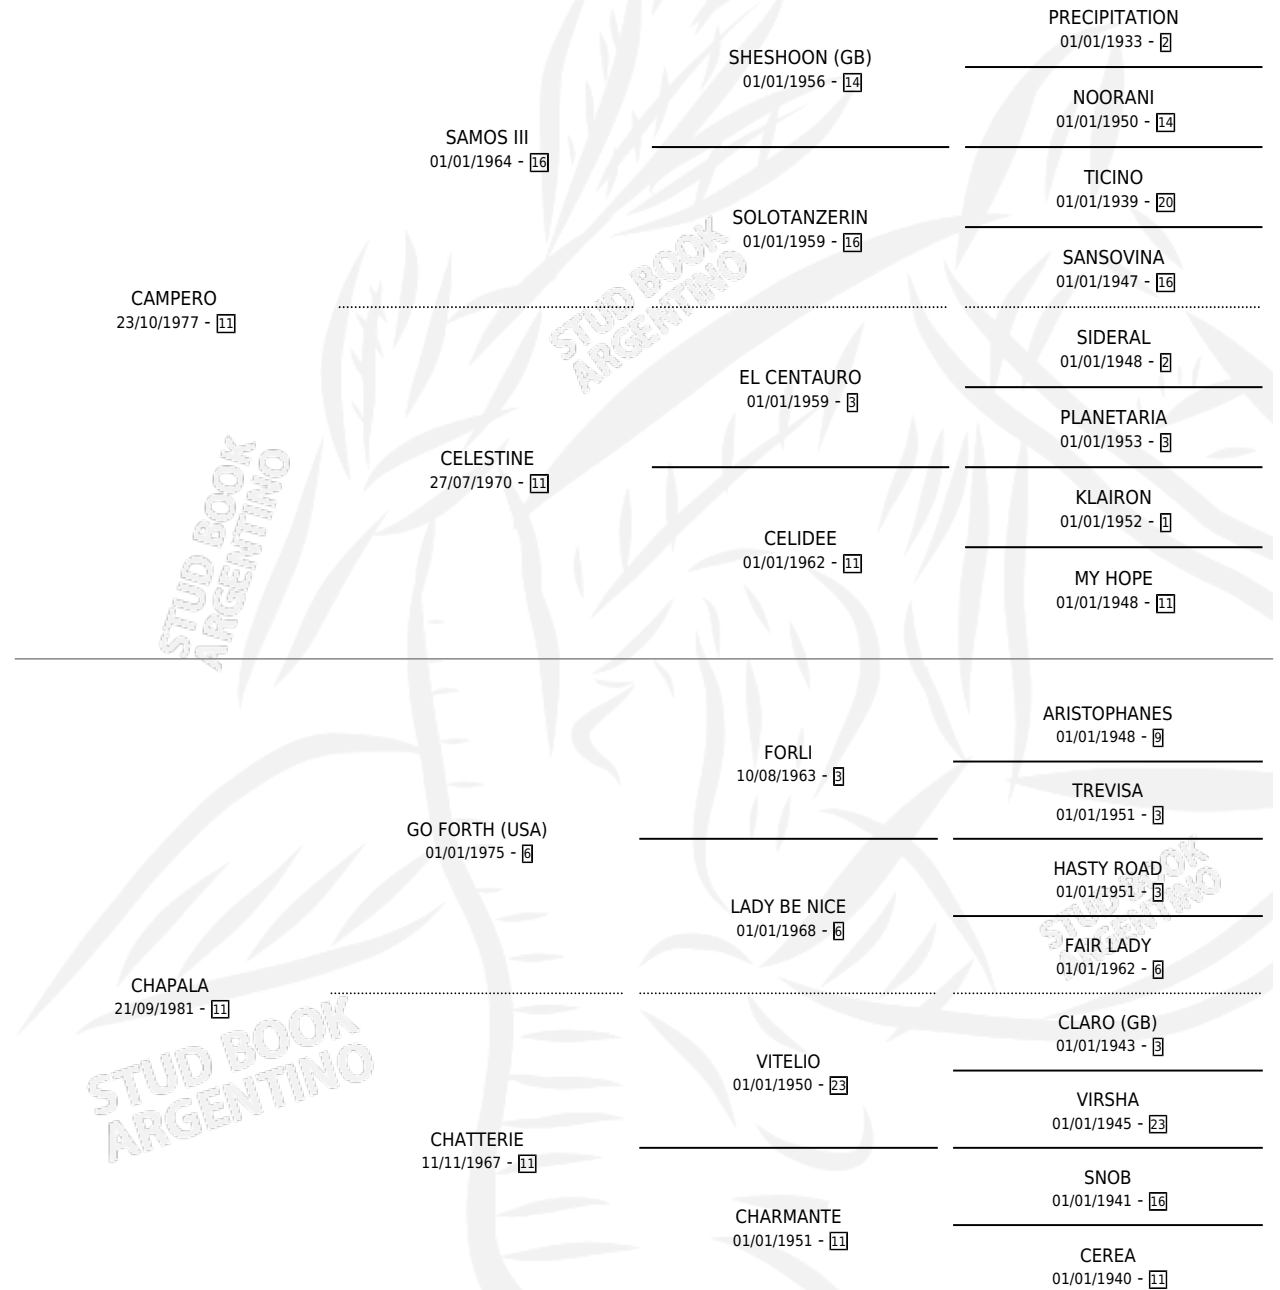 PRECIPITATION
01/01/1933 - 2
SHESHOON (GB)
01/01/1956 - 14
NOORANI
01/01/1950 - 14
SAMOS III
01/01/1964 - 16
TICINO
01/01/1939 - 20
SOLOTANZERIN
01/01/1959 - 16
SANSOVINA
01/01/1947 - 16
CAMPERO
23/10/1977 - 11
SIDERAL
01/01/1948 - 2
EL CENTAURO
01/01/1959 - 3
PLANETARIA
01/01/1953 - 3
CELESTINE
27/07/1970 - 11
KLAIRON
01/01/1952 - 1
CELIDEE
01/01/1962 - 11
MY HOPE
01/01/1948 - 11
ARISTOPHANES
01/01/1948 - 9
FORLI
10/08/1963 - 3
TREVISA
01/01/1951 - 3
GO FORTH (USA)
01/01/1975 - 6
HASTY ROAD
01/01/1951 - 3
LADY BE NICE
01/01/1968 - 6
FAIR LADY
01/01/1962 - 6
CHAPALA
21/09/1981 - 11
CLARO (GB)
01/01/1943 - 3
VITELIO
01/01/1950 - 23
VIRSHA
01/01/1945 - 23
CHATTERIE
11/11/1967 - 11
SNOB
01/01/1941 - 16
CHARMANTE
01/01/1951 - 11
CEREA
01/01/1940 - 11
STUD BOOK
ARGENTINO
STUD BOOK
ARGENTINO
STUD BOOK
ARGENTINO
STUD BOOK
ARGENTINO